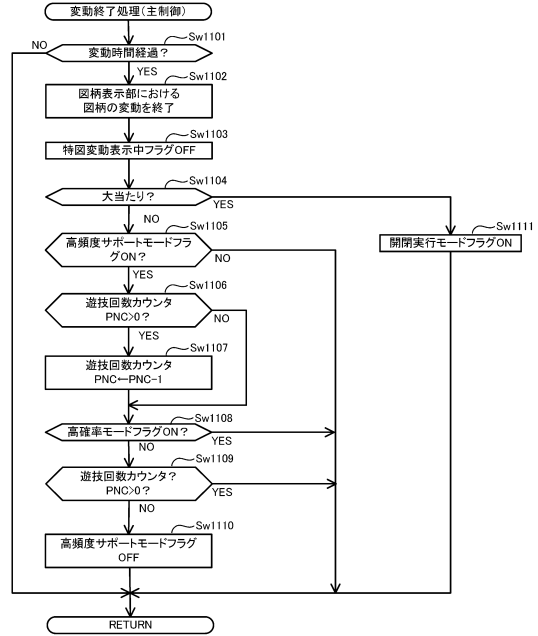 変動終了処理(主制御)
Sw1101
NO
変動時間経過?
YES
Sw1102
図柄表示部における
図柄の変動を終了
Sw1103
特図変動表示中フラグOFF
Sw1104
大当たり?
YES
NO
Sw1105
Sw1111
高頻度サポートモードフラ
グON?
NO
開閉実行モードフラグON
YES
Sw1106
遊技回数カウンタ
PNC>0?
NO
YES
Sw1107
遊技回数カウンタ
PNC←PNC-1
Sw1108
高確率モードフラグON?
YES
NO
Sw1109
遊技回数カウンタ?
PNC>0?
YES
NO
Sw1110
高頻度サポートモードフラグ
OFF
RETURN